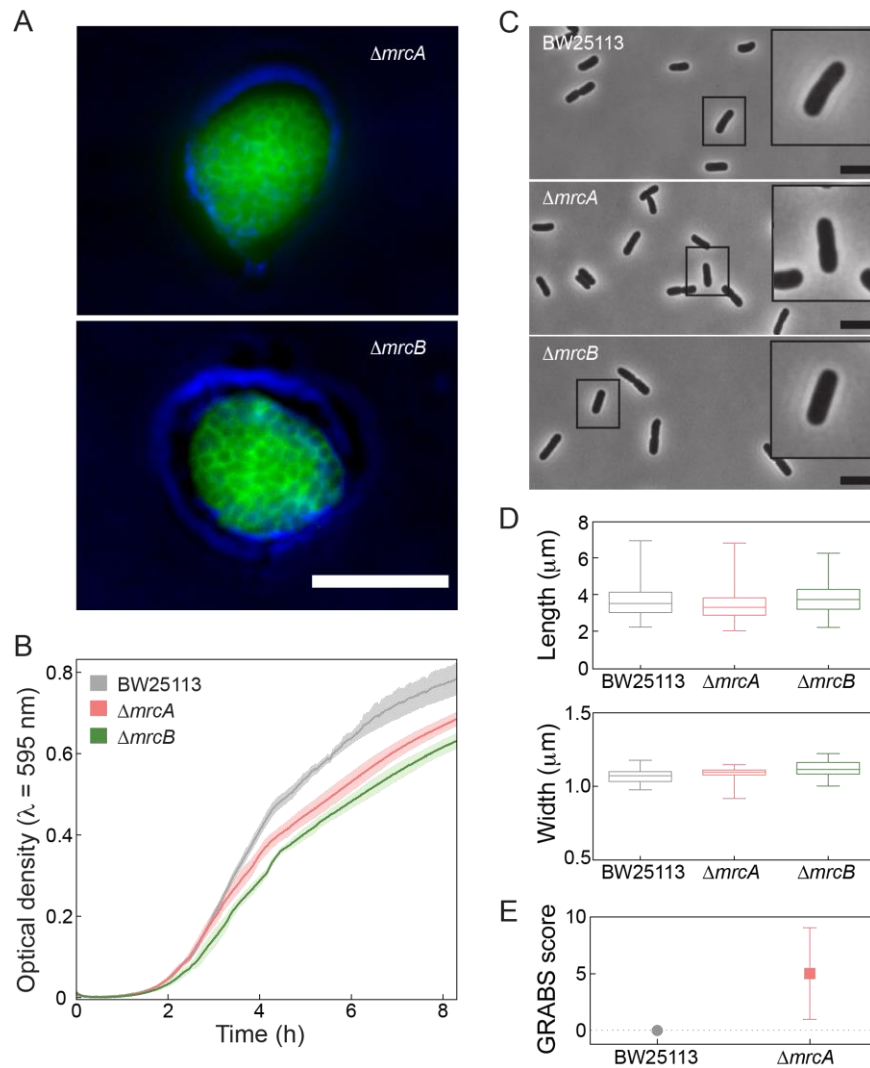 A
ΔmrcA
ΔmrcB
B
0.8
0.6
0.4
0.2
0
BW25113
ΔmrcA
ΔmrcB
Optical density (λ = 595 nm)
0
2
4
6
8
Time (h)
C
BW25113
ΔmrcA
ΔmrcB
D
Length (μm)
8
6
4
2
0
BW25113
ΔmrcA
ΔmrcB
Width (μm)
1.5
1.0
0.5
BW25113
ΔmrcA
ΔmrcB
E
GRABS score
10
5
0
BW25113
ΔmrcA